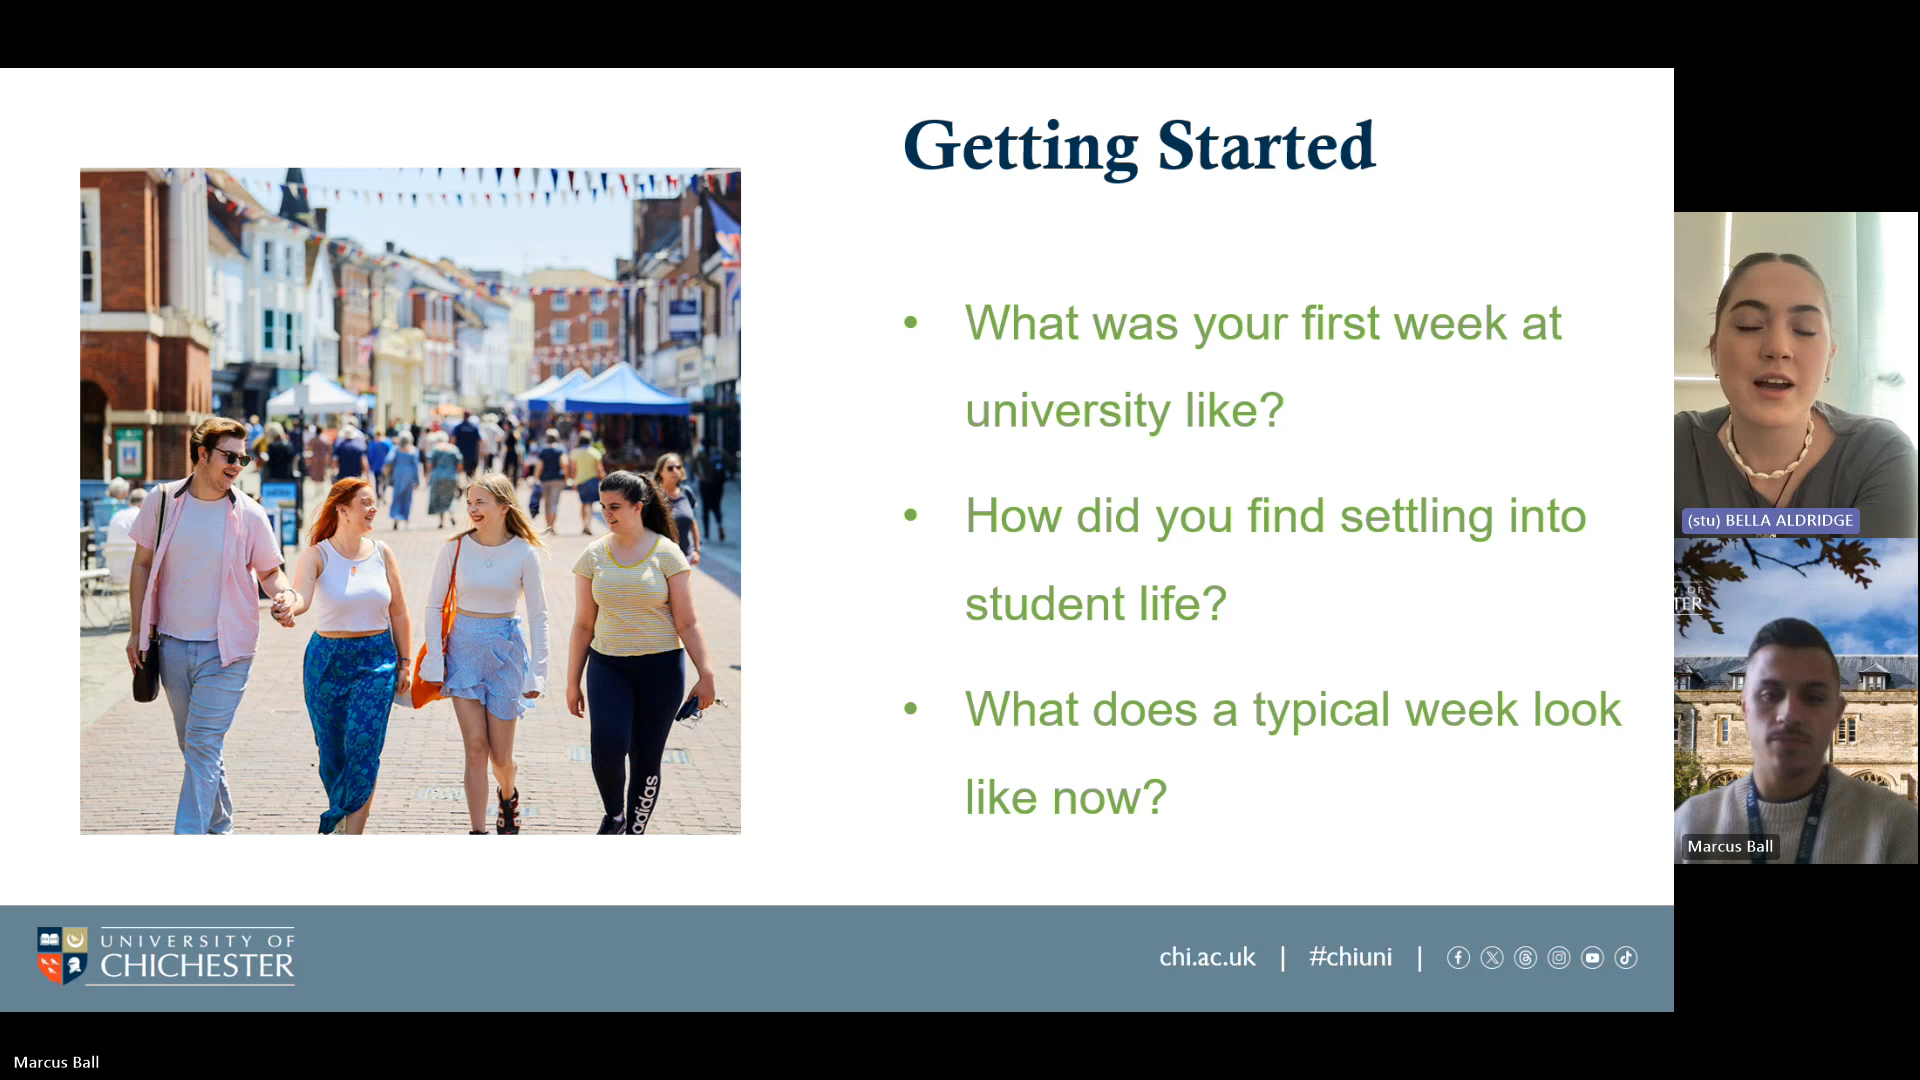 Getting Started
• What was your first week at
university like?
• How did you find settling into
student life?
• What does a typical week look
like now?
adidas
UNIVERSITY OF
CHICHESTER
chi.ac.uk | #chiuni |
(stu) BELLA ALDRIDGE
Marcus Ball
Marcus Ball